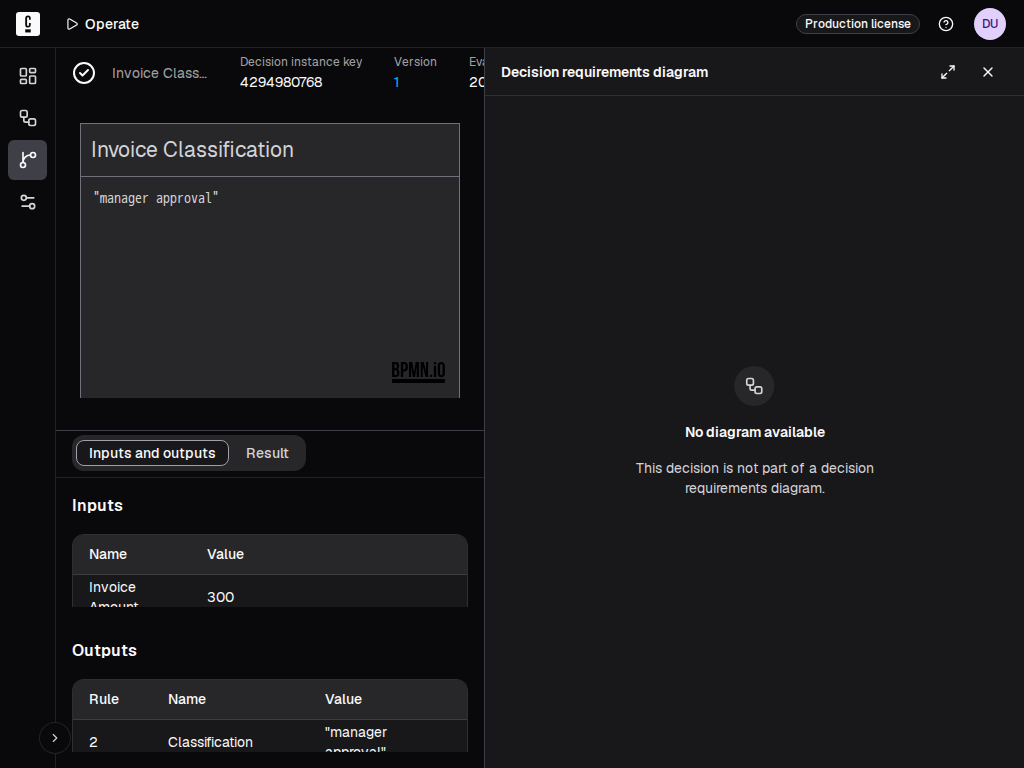 Operate
Production license
DU
Invoice Class...
Decision instance key
4294980768
Version
1
Decision requirements diagram
Invoice Classification
"manager approval"
BPMN.iO
Inputs and outputs
Result
Inputs
Name
Value
Invoice
Amount
300
Outputs
Rule
Name
Value
2
Classification
"manager
approval"
No diagram available
This decision is not part of a decision
requirements diagram.